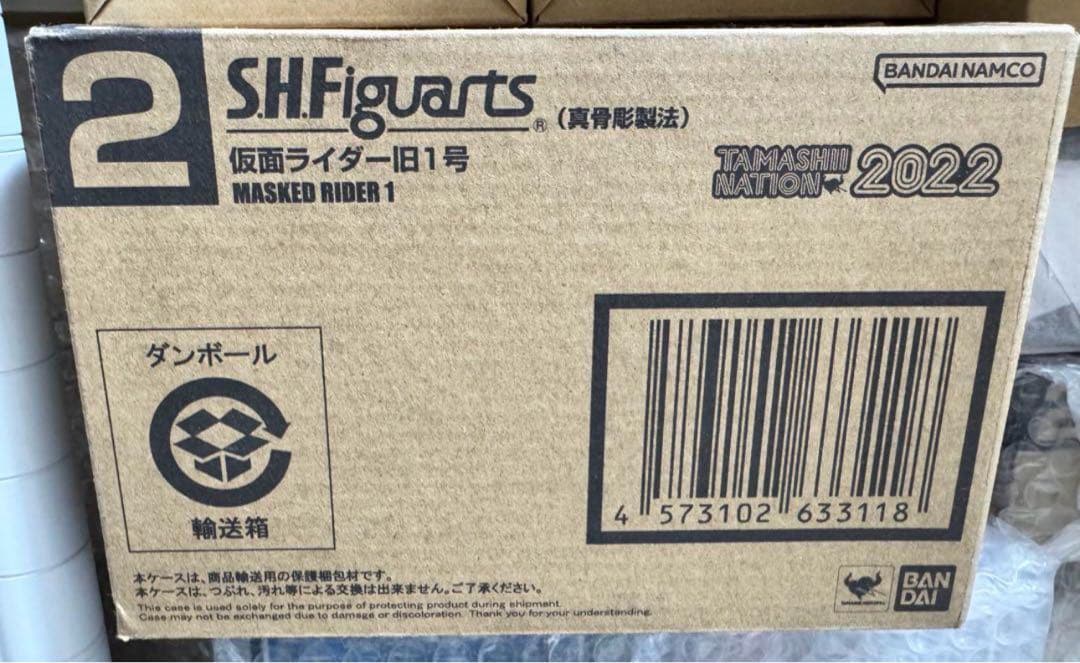 2
S.H.Figuarts® (真骨彫製法)
仮面ライダー旧1号
MASKED RIDER 1
BANDAI NAMCO
TAMASHII NATION 2022
ダンボール
輸送箱
4 573102 633118
本ケースは、商品輸送用の保護梱包材です。
本ケースは、つぶれ、汚れ等による交換は出来ません。ご了承ください。
This case is used solely for the purpose of protecting product during shipment.
Case may not be exchanged due to damage or discoloration. Thank you for your understanding.
TAMASHII NATIONS
BAN
DAI